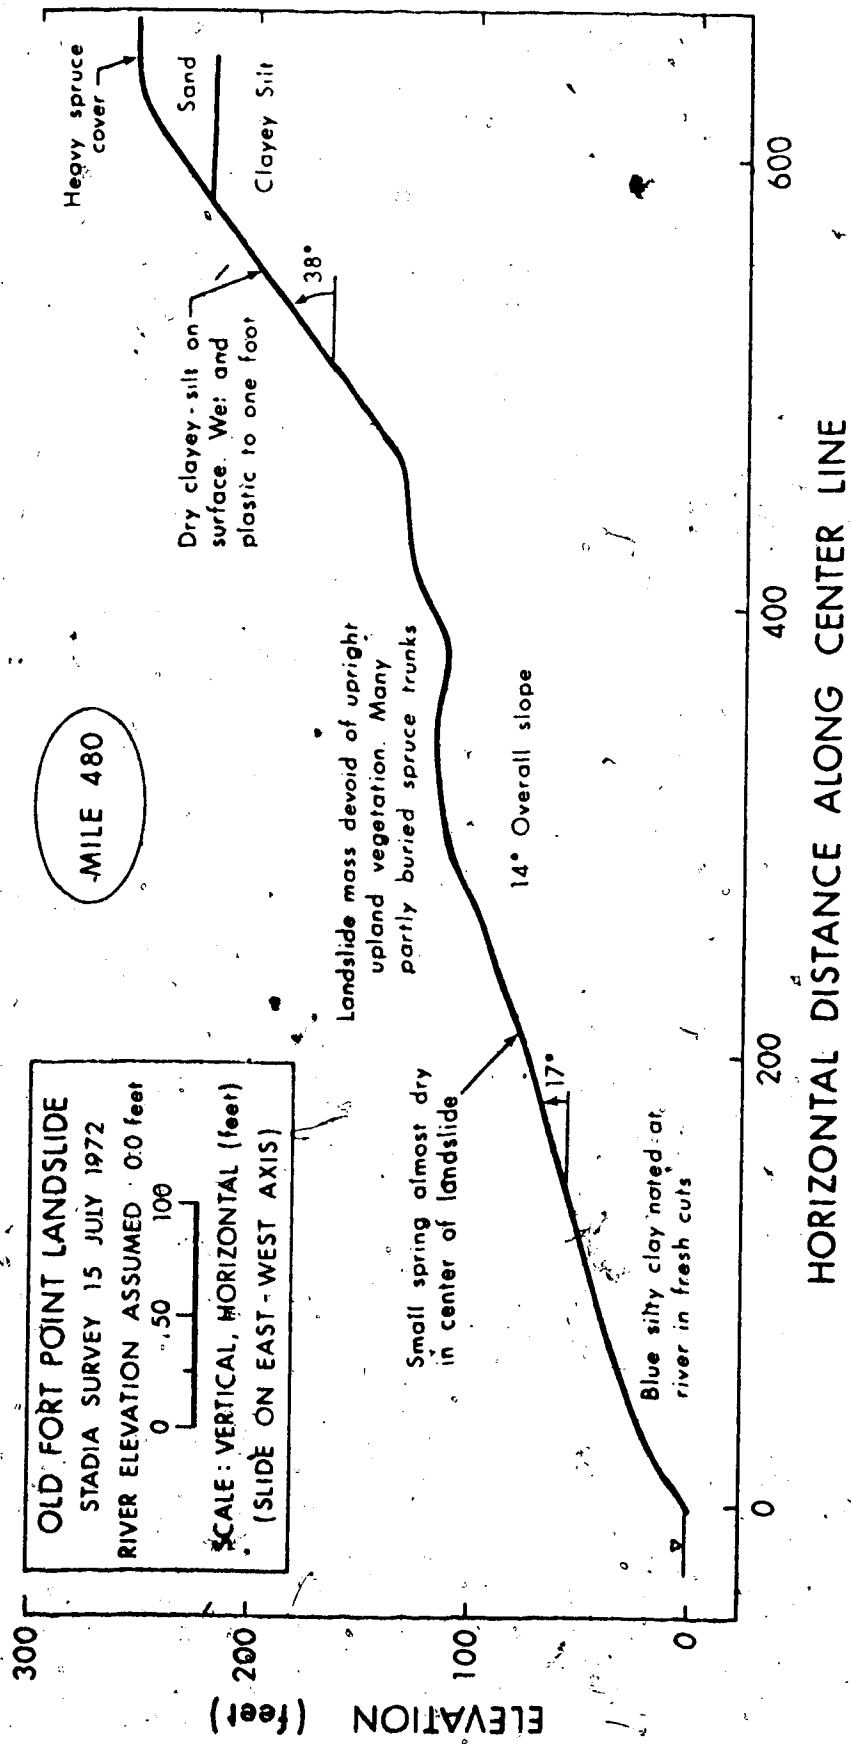 OLD FORT POINT LANDSLIDE
STADIA SURVEY 15 JULY 1972
RIVER ELEVATION ASSUMED 0.0 feet
0 50 100
SCALE : VERTICAL, HORIZONTAL (feet)
(SLIDE ON EAST-WEST AXIS)
MILE 480
Heavy spruce
cover
Sand
Clayey Silt
Dry clayey-silt on
surface. Wet and
plastic to one foot
38°
Landslide mass devoid of upright
upland vegetation. Many
partly buried spruce trunks
14° Overall slope
Small spring almost dry
in center of landslide
17°
Blue silty clay noted at
river in fresh cuts
300
200
100
0
ELEVATION
(feet)
0 200 400 600
HORIZONTAL DISTANCE ALONG CENTER LINE